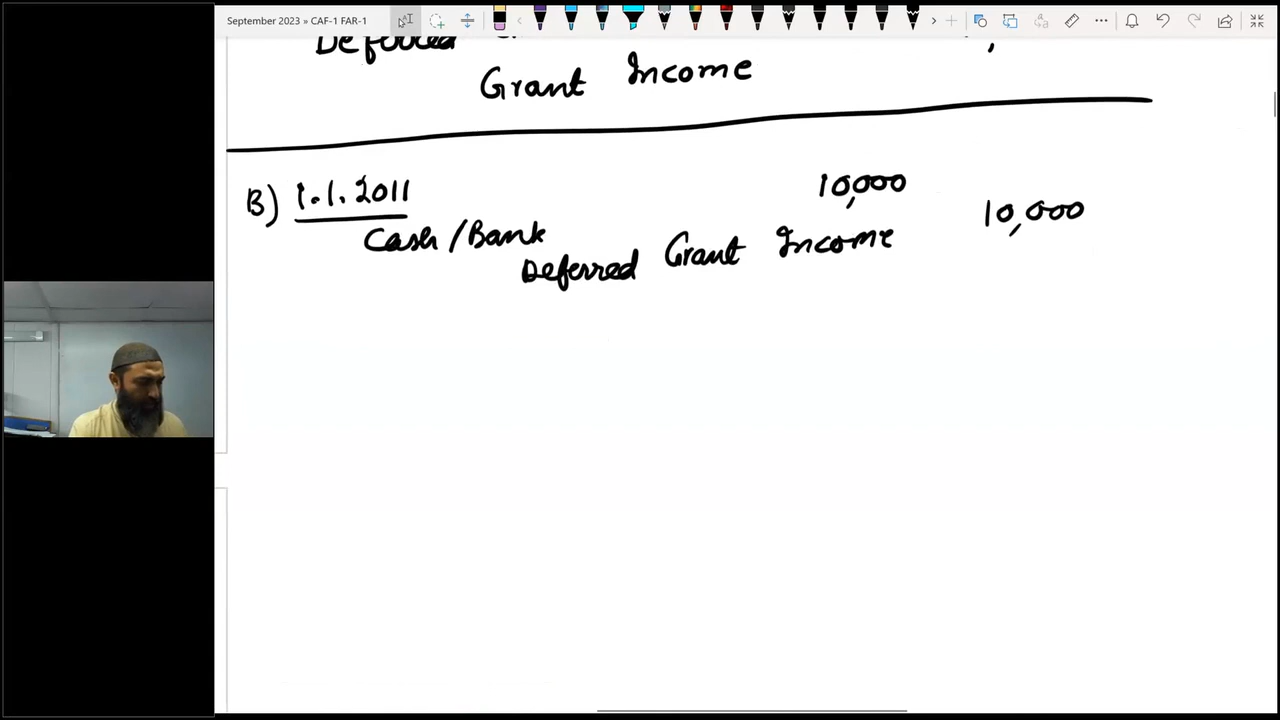 September 2023 » CAF-1 FAR-1
Deferred
Grant Income
B) 1.1.2011
Cash/Bank 10,000
Deferred Grant Income 10,000